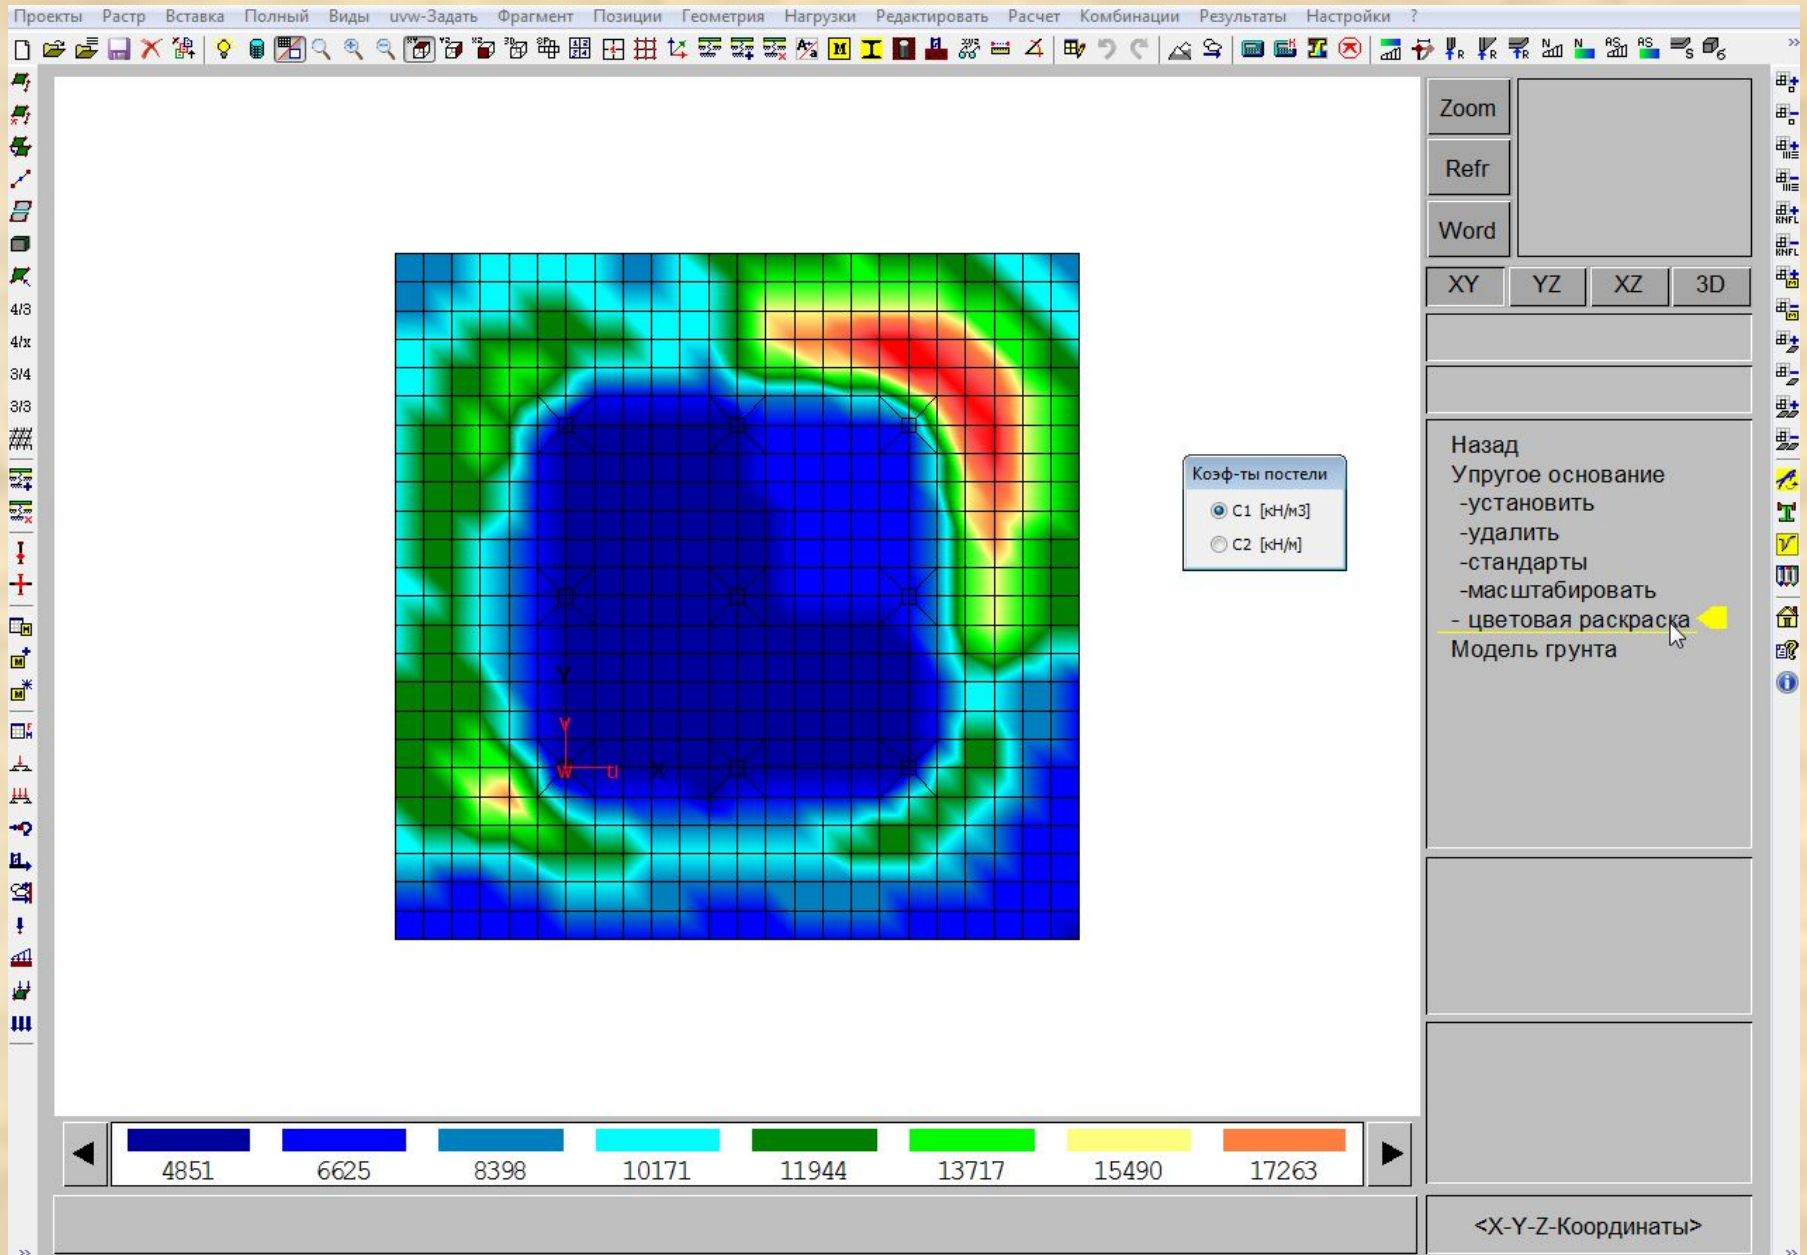 Проекты Растр Вставка Полный Виды uvw-Задать Фрагмент Позиции Геометрия Нагрузки Редактировать Расчет Комбинации Результаты Настройки ?
Zoom
Refr
Word
XY YZ XZ 3D
4/3
4/x
3/4
3/3
Коэф-ты постели
C1 [кН/м3]
C2 [кН/м]
Назад
Упругое основание
-установить
-удалить
-стандарты
-масштабировать
- цветовая раскраска
Модель грунта
Y
V
W u X
4851 6625 8398 10171 11944 13717 15490 17263
<X-Y-Z-Координаты>